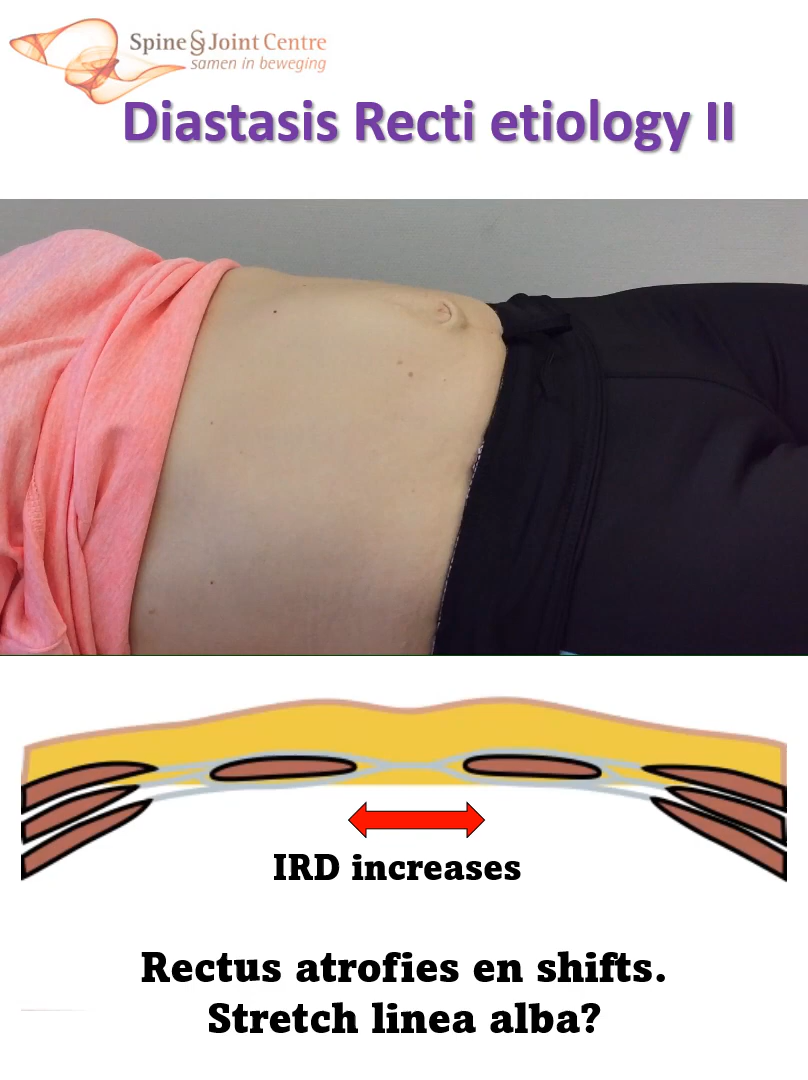 Spine & Joint Centre
samen in beweging
Diastasis Recti etiology II
IRD increases
Rectus atrofies en shifts.
Stretch linea alba?